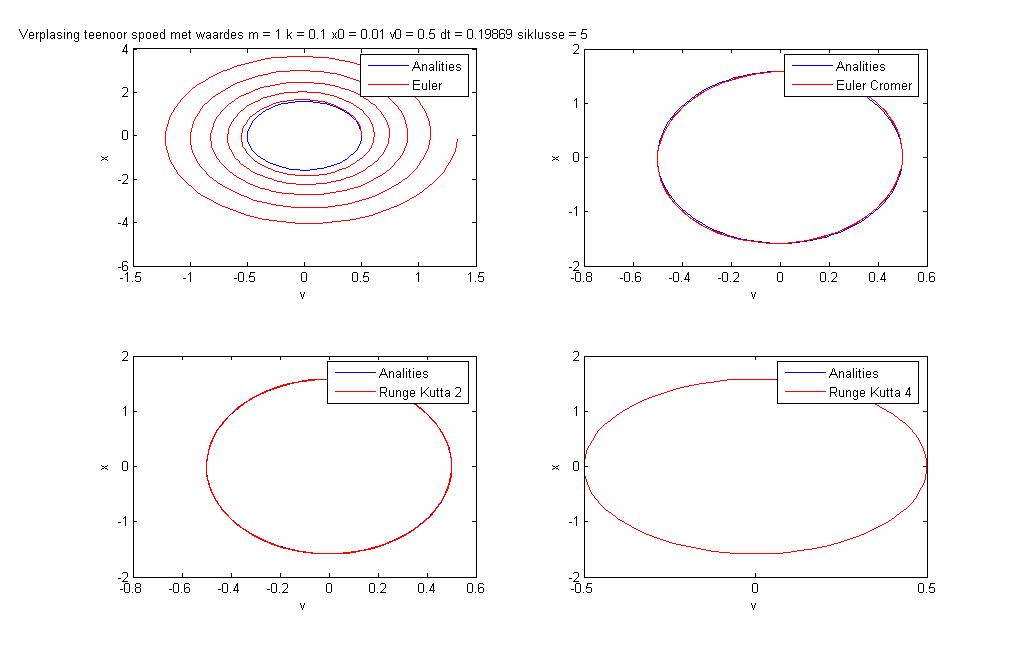 Verplasing teenoor spoed met waardes m = 1 k = 0.1 x0 = 0.01 v0 = 0.5 dt = 0.19869 siklusse = 5
4
2
0
-2
-4
-6
x
-1.5 -1 -0.5 0 0.5 1 1.5
v
Analities
Euler
2
1
0
-1
-2
x
-0.8 -0.6 -0.4 -0.2 0 0.2 0.4 0.6
v
Analities
Euler Cromer
2
1
0
-1
-2
x
-0.8 -0.6 -0.4 -0.2 0 0.2 0.4 0.6
v
Analities
Runge Kutta 2
2
1
0
-1
-2
x
-0.5 0 0.5
v
Analities
Runge Kutta 4